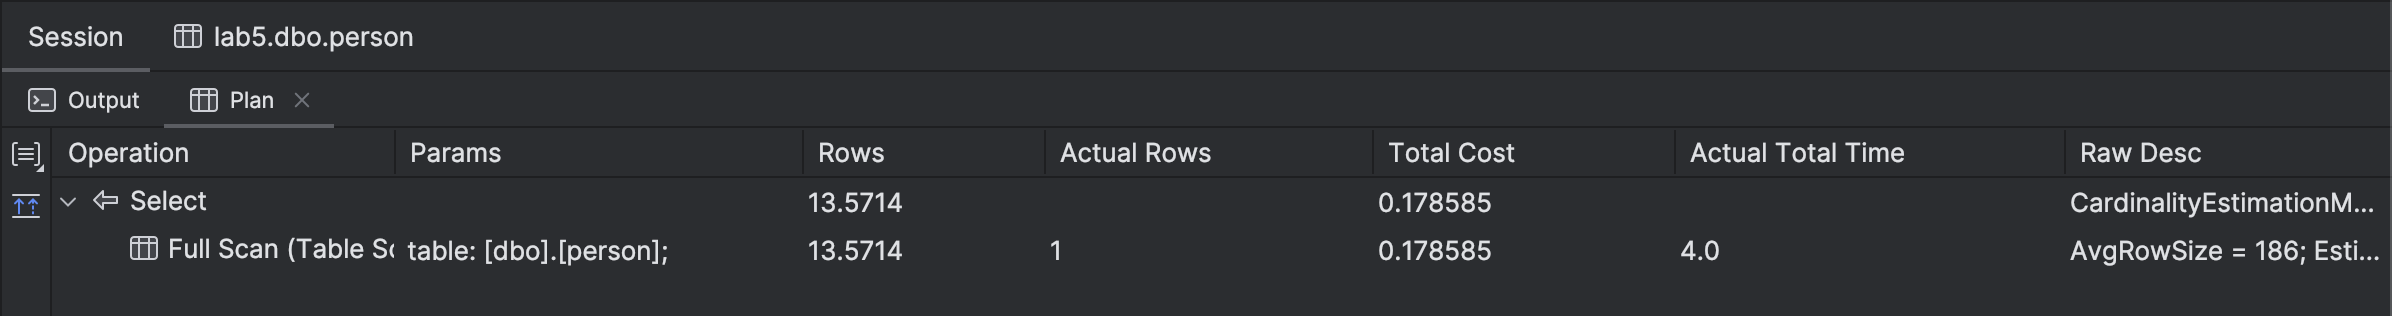 Session lab5.dbo.person
Output Plan
Operation Params Rows Actual Rows Total Cost Actual Total Time Raw Desc
Select 13.5714 0.178585 CardinalityEstimationM...
Full Scan (Table Sc table: [dbo].[person]; 13.5714 1 0.178585 4.0 AvgRowSize = 186; Esti...